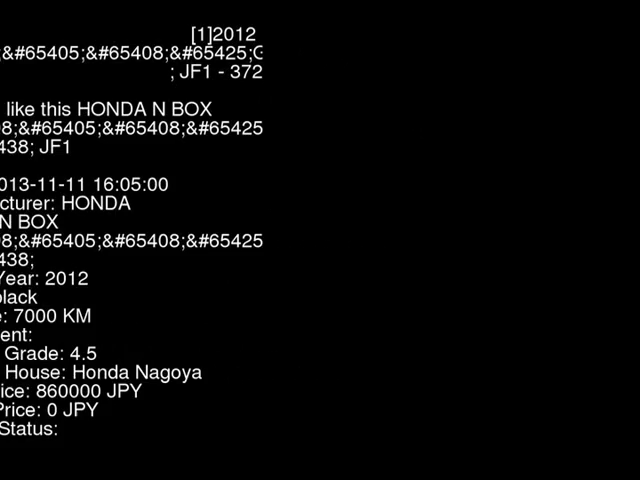 [1]2012
;&#65405;&#65408;&#65425;G
; JF1 - 372
like this HONDA N BOX
8;&#65405;&#65408;&#65425
438; JF1
013-11-11 16:05:00
cturer: HONDA
N BOX
8;&#65405;&#65408;&#65425
438;
Year: 2012
black
e: 7000 KM
ent:
Grade: 4.5
House: Honda Nagoya
ice: 860000 JPY
Price: 0 JPY
Status: